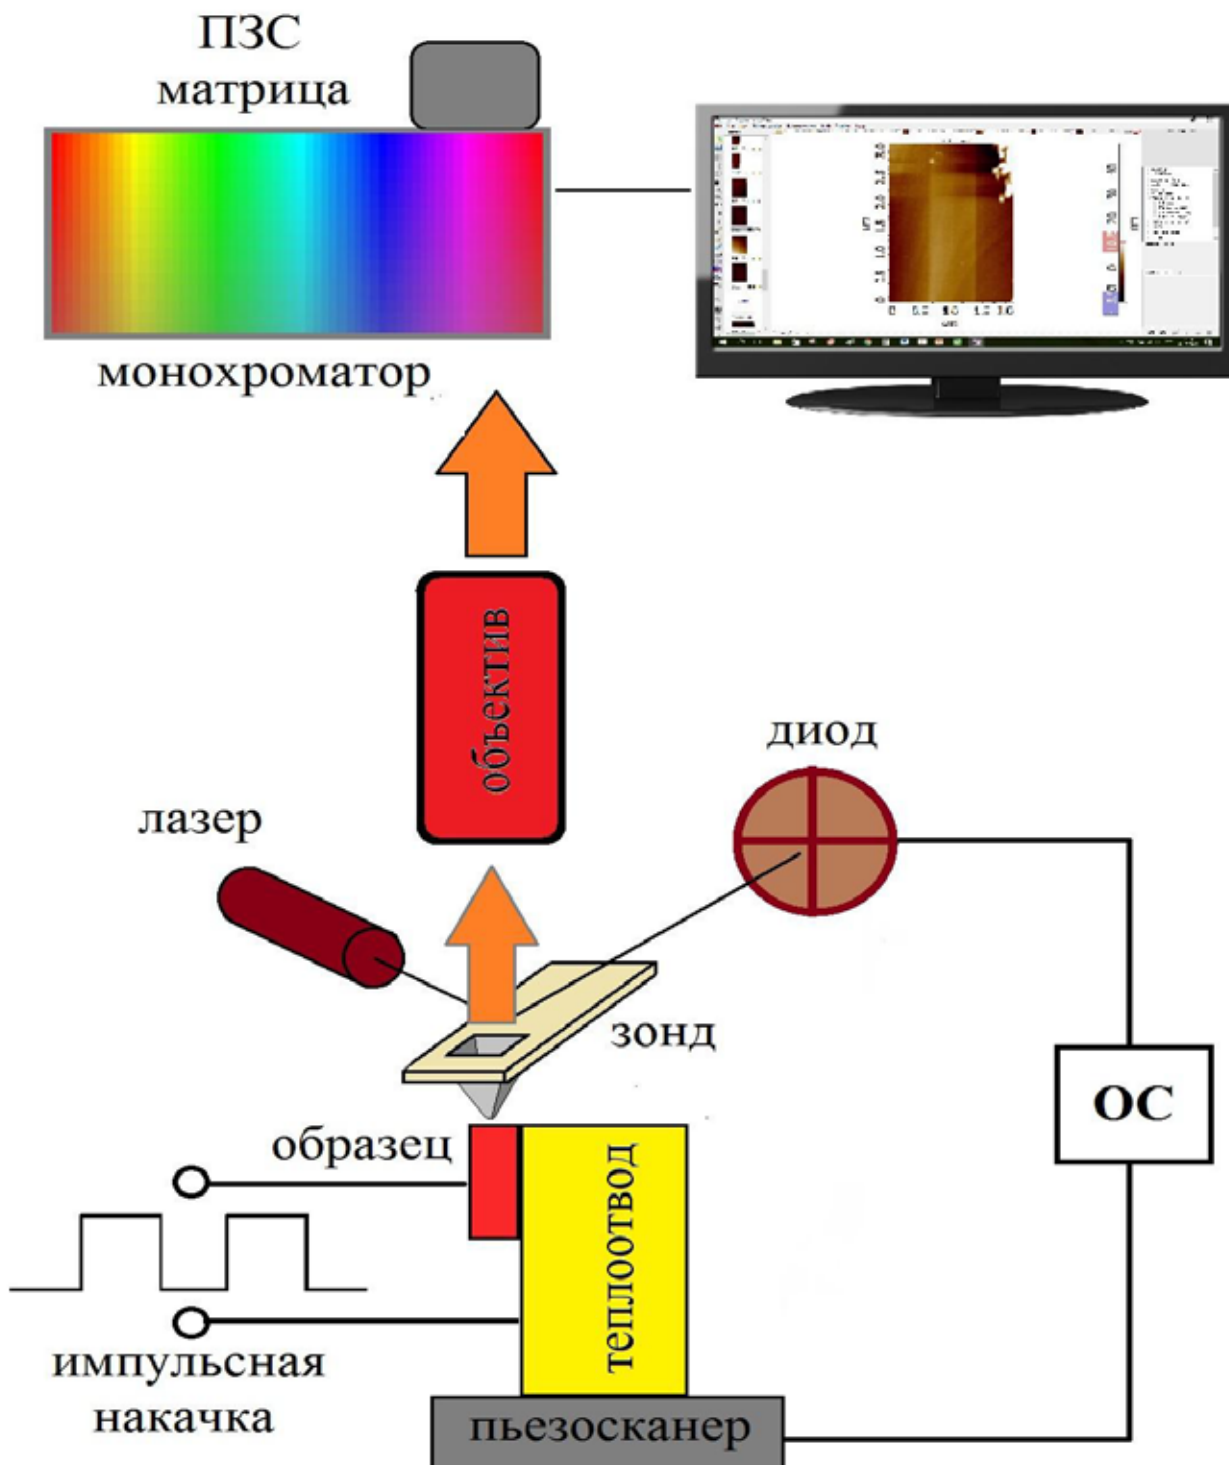 ПЗС
матрица
монохроматор
объектив
диод
лазер
зонд
ОС
образец
теплоотвод
импульсная
накачка
пьезосканер